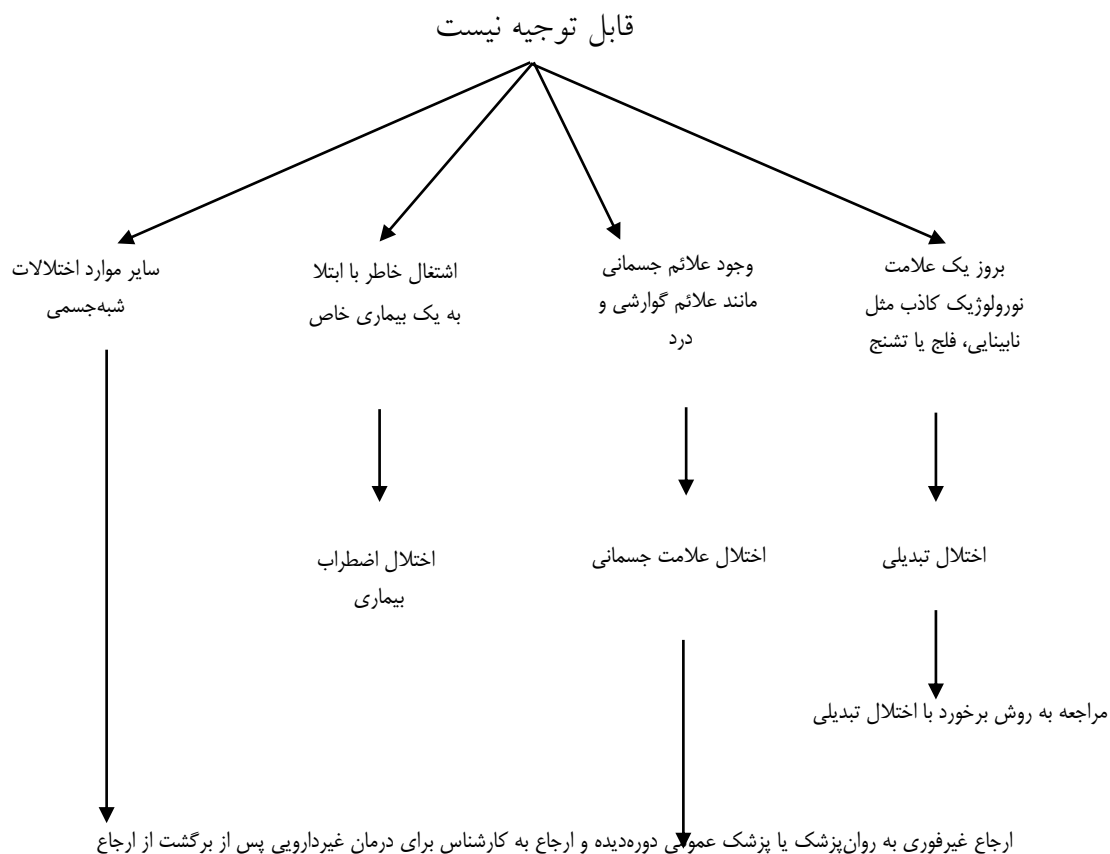 قابل توجیه نیست
بروز یک علامت
نورولوژیک کاذب مثل
نابینایی، فلج یا تشنج
وجود علائم جسمانی
مانند علائم گوارشی و
درد
اشتغال خاطر با ابتلا
به یک بیماری خاص
سایر موارد اختلالات
شبه‌جسمی
اختلال تبدیلی
اختلال علامت جسمانی
اختلال اضطراب
بیماری
مراجعه به روش برخورد با اختلال تبدیلی
ارجاع غیرفوری به روان‌پزشک یا پزشک عمومی دوره‌دیده و ارجاع به کارشناس برای درمان غیردارویی پس از برگشت از ارجاع